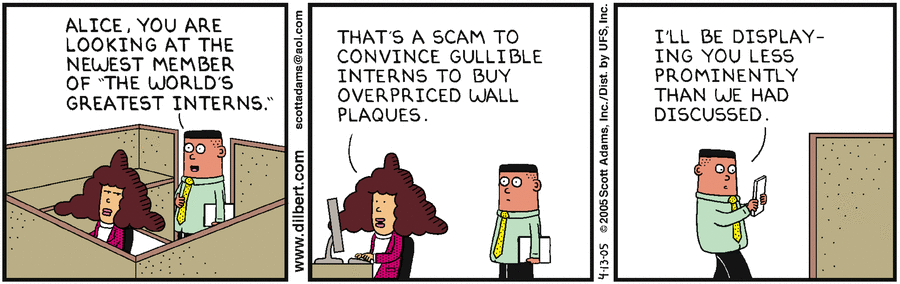 ALICE, YOU ARE
LOOKING AT THE
NEWEST MEMBER
OF "THE WORLD'S
GREATEST INTERNS."
scottadams@aol.com
www.dilbert.com
THAT'S A SCAM TO
CONVINCE GULLIBLE
INTERNS TO BUY
OVERPRICED WALL
PLAQUES.
4-13-05 © 2005 Scott Adams, Inc./Dist. by UFS, Inc.
I'LL BE DISPLAY-
ING YOU LESS
PROMINENTLY
THAN WE HAD
DISCUSSED.